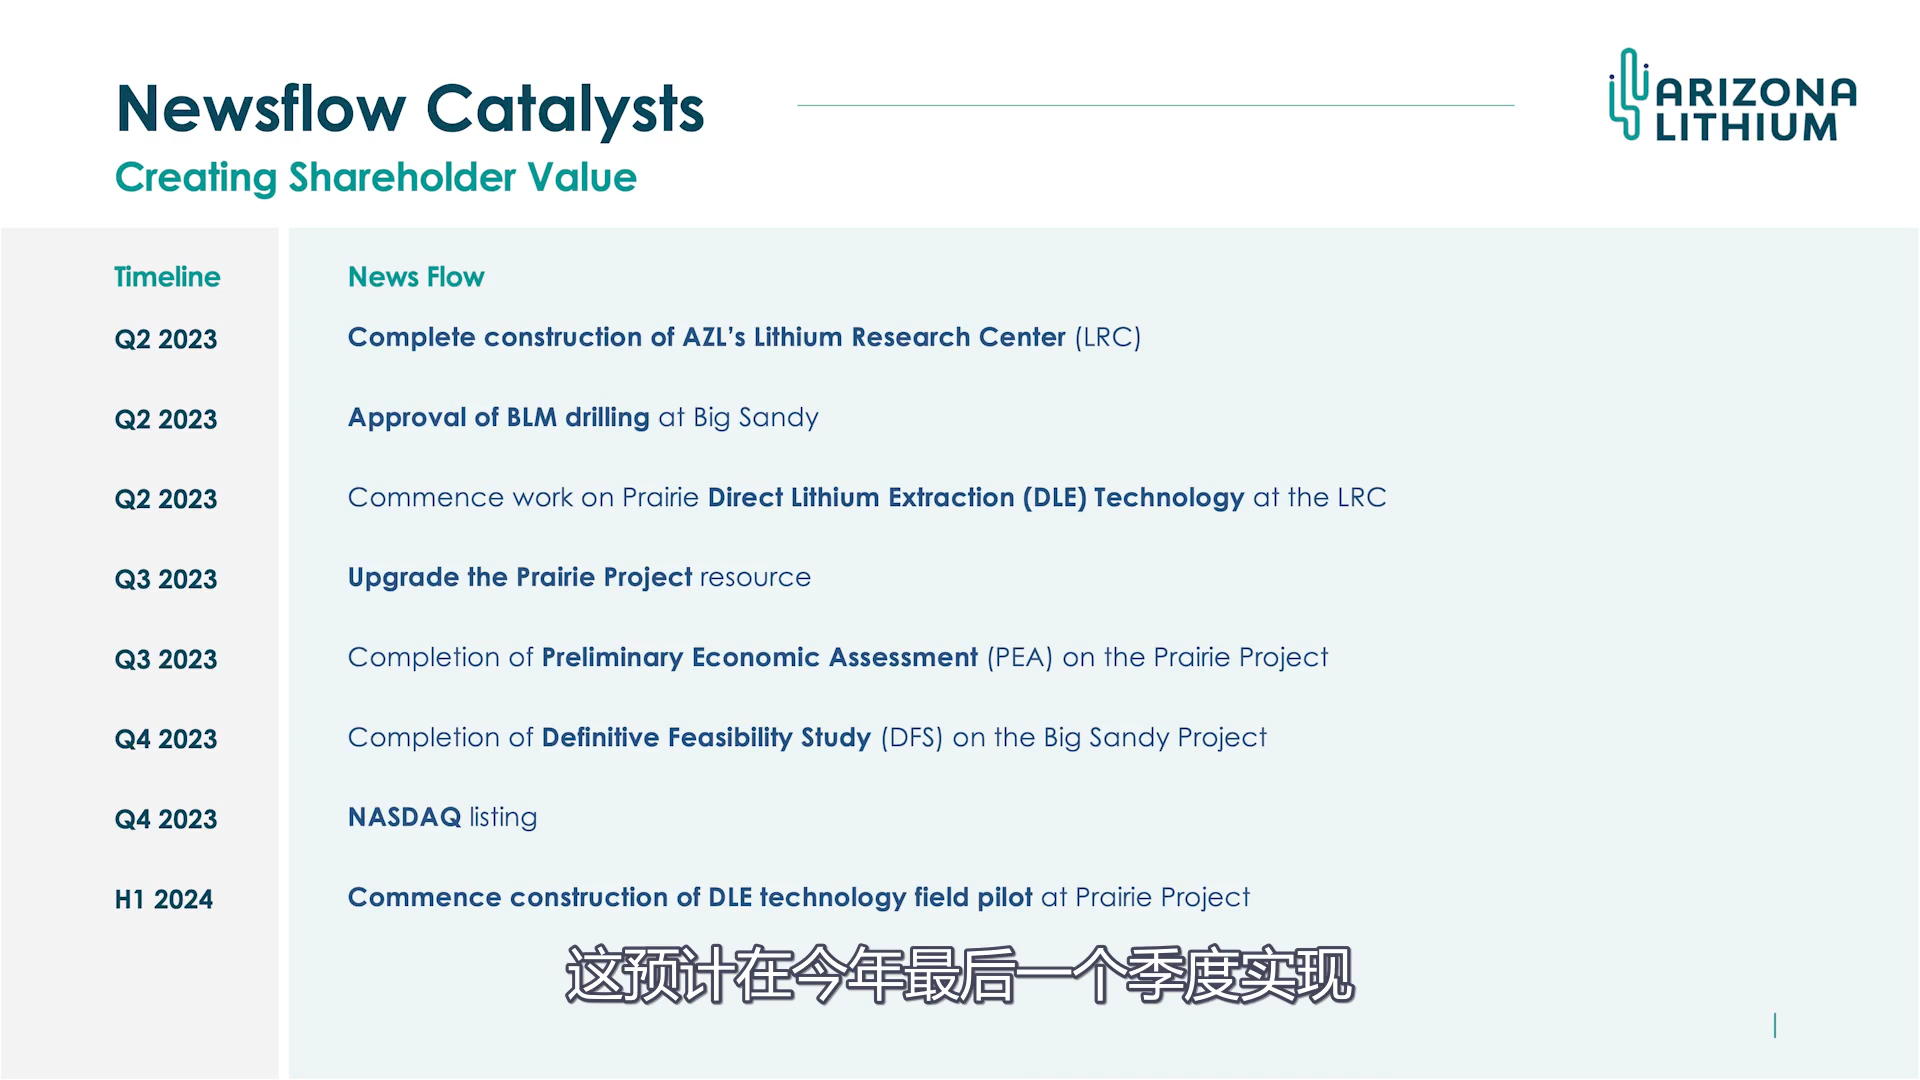 Newsflow Catalysts
Creating Shareholder Value
ARIZONA
LITHIUM
Timeline News Flow
Q2 2023 Complete construction of AZL’s Lithium Research Center (LRC)
Q2 2023 Approval of BLM drilling at Big Sandy
Q2 2023 Commence work on Prairie Direct Lithium Extraction (DLE) Technology at the LRC
Q3 2023 Upgrade the Prairie Project resource
Q3 2023 Completion of Preliminary Economic Assessment (PEA) on the Prairie Project
Q4 2023 Completion of Definitive Feasibility Study (DFS) on the Big Sandy Project
Q4 2023 NASDAQ listing
H1 2024 Commence construction of DLE technology field pilot at Prairie Project
这预计在今年最后一个季度实现